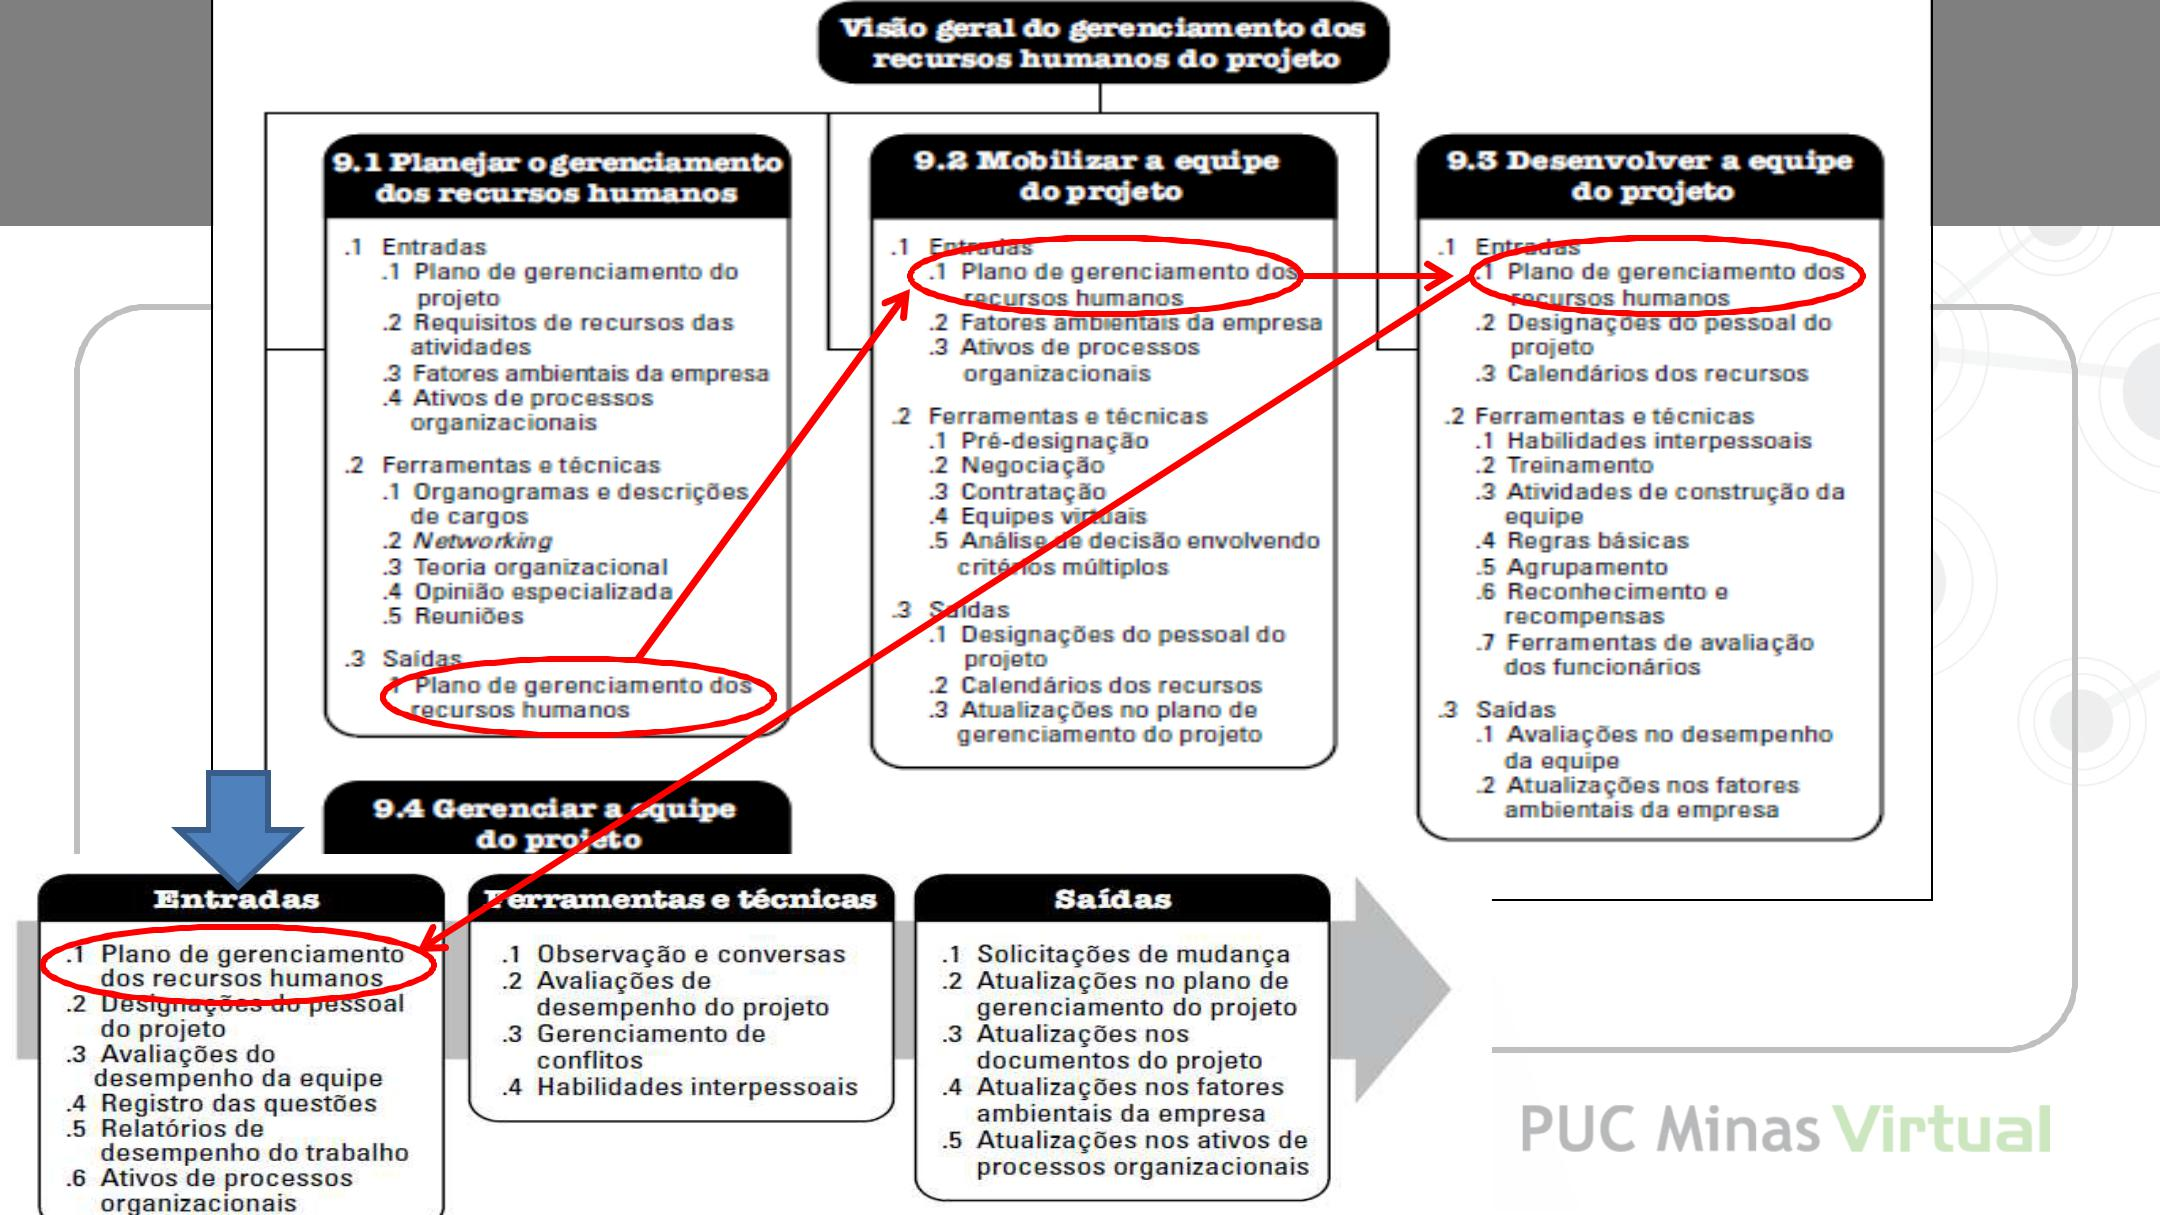 Visão geral do gerenciamento dos
recursos humanos do projeto
9.1 Planejar o gerenciamento
dos recursos humanos
.1 Entradas
.1 Plano de gerenciamento do
projeto
.2 Requisitos de recursos das
atividades
.3 Fatores ambientais da empresa
.4 Ativos de processos
organizacionais
.2 Ferramentas e técnicas
.1 Organogramas e descrições
de cargos
.2 Networking
.3 Teoria organizacional
.4 Opinião especializada
.5 Reuniões
.3 Saídas
.1 Plano de gerenciamento dos
recursos humanos
9.2 Mobilizar a equipe
do projeto
.1 Entradas
.1 Plano de gerenciamento dos
recursos humanos
.2 Fatores ambientais da empresa
.3 Ativos de processos
organizacionais
.2 Ferramentas e técnicas
.1 Pré-designação
.2 Negociação
.3 Contratação
.4 Equipes virtuais
.5 Análise de decisão envolvendo
critérios múltiplos
.3 Saídas
.1 Designações do pessoal do
projeto
.2 Calendários dos recursos
.3 Atualizações no plano de
gerenciamento do projeto
9.3 Desenvolver a equipe
do projeto
.1 Entradas
.1 Plano de gerenciamento dos
recursos humanos
.2 Designações do pessoal do
projeto
.3 Calendários dos recursos
.2 Ferramentas e técnicas
.1 Habilidades interpessoais
.2 Treinamento
.3 Atividades de construção da
equipe
.4 Regras básicas
.5 Agrupamento
.6 Reconhecimento e
recompensas
.7 Ferramentas de avaliação
dos funcionários
.3 Saídas
.1 Avaliações no desempenho
da equipe
.2 Atualizações nos fatores
ambientais da empresa
9.4 Gerenciar a equipe
do projeto
Entradas
.1 Plano de gerenciamento
dos recursos humanos
.2 Designações do pessoal
do projeto
.3 Avaliações do
desempenho da equipe
.4 Registro das questões
.5 Relatórios de
desempenho do trabalho
.6 Ativos de processos
organizacionais
Ferramentas e técnicas
.1 Observação e conversas
.2 Avaliações de
desempenho do projeto
.3 Gerenciamento de
conflitos
.4 Habilidades interpessoais
Saídas
.1 Solicitações de mudança
.2 Atualizações no plano de
gerenciamento do projeto
.3 Atualizações nos
documentos do projeto
.4 Atualizações nos fatores
ambientais da empresa
.5 Atualizações nos ativos de
processos organizacionais
PUC Minas Virtual